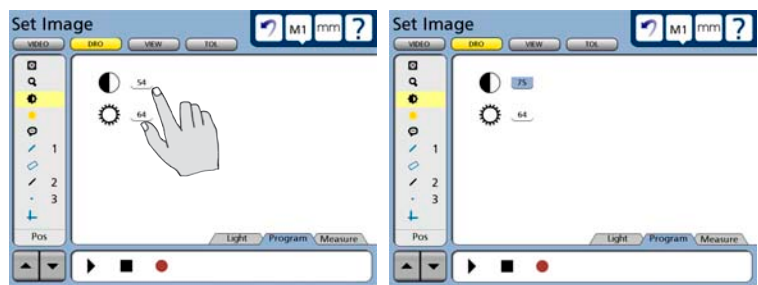 Set Image
M1 mm ?
VIDEO DRO VIEW TOL
54
64
1
2
3
Pos
Light Program Measure
Set Image
M1 mm ?
VIDEO DRO VIEW TOL
75
64
1
2
3
Pos
Light Program Measure